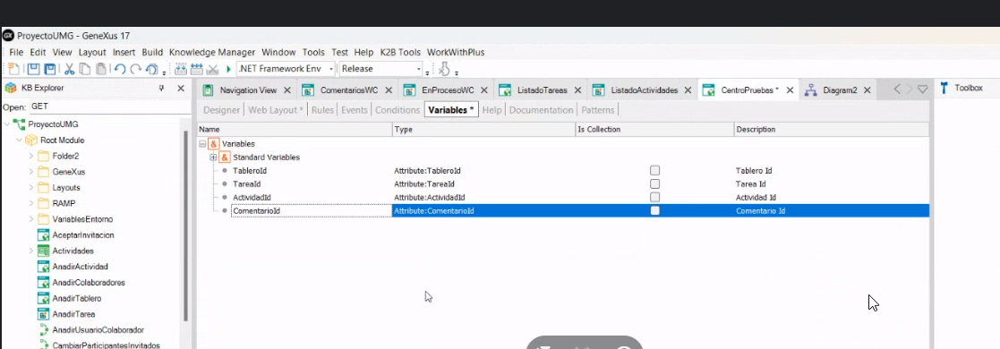 GX ProyectoUMG - GeneXus 17
File Edit View Layout Insert Build Knowledge Manager Window Tools Test Help K2B Tools WorkWithPlus
.NET Framework Env Release
KB Explorer
Navigation View ComentariosWC EnProcesoWC ListadoTareas ListadoActividades CentroPruebas * Diagram2 Toolbox
Open: GET
Designer Web Layout * Rules Events Conditions Variables * Help Documentation Patterns
ProyectoUMG
Root Module
Folder2
GeneXus
Layouts
RAMP
VariablesEntorno
AceptarInvitacion
Actividades
AnadirActividad
AnadirColaboradores
AnadirTablero
AnadirTarea
AnadirUsuarioColaborador
CambiarParticipantesInvitados
Name Type Is Collection Description
& Variables
& Standard Variables
TableroId Attribute:TableroId Tablero Id
TareaId Attribute:TareaId Tarea Id
ActividadId Attribute:ActividadId Actividad Id
ComentarioId Attribute:ComentarioId Comentario Id